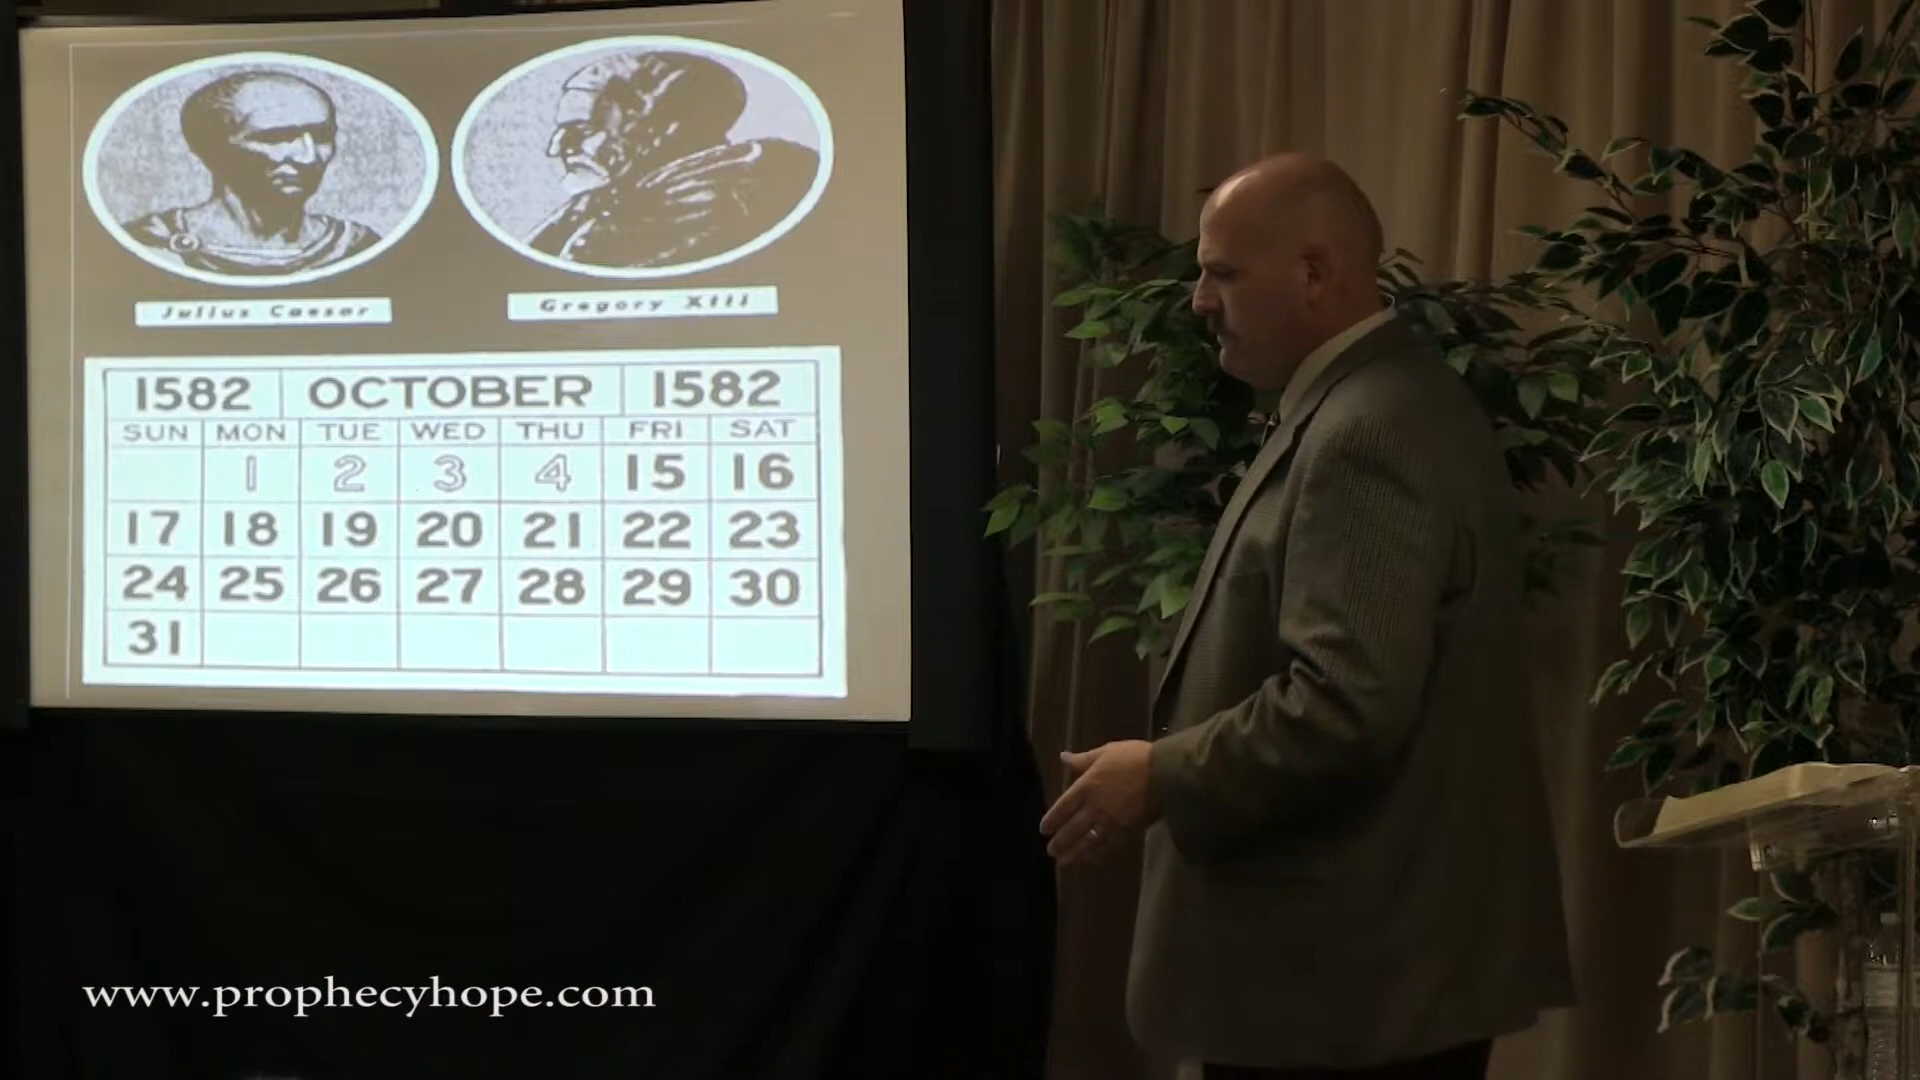 Julius Caesar
Gregory XIII
1582 OCTOBER 1582
SUN MON TUE WED THU FRI SAT
1 2 3 4 15 16
17 18 19 20 21 22 23
24 25 26 27 28 29 30
31
www.prophecyhope.com